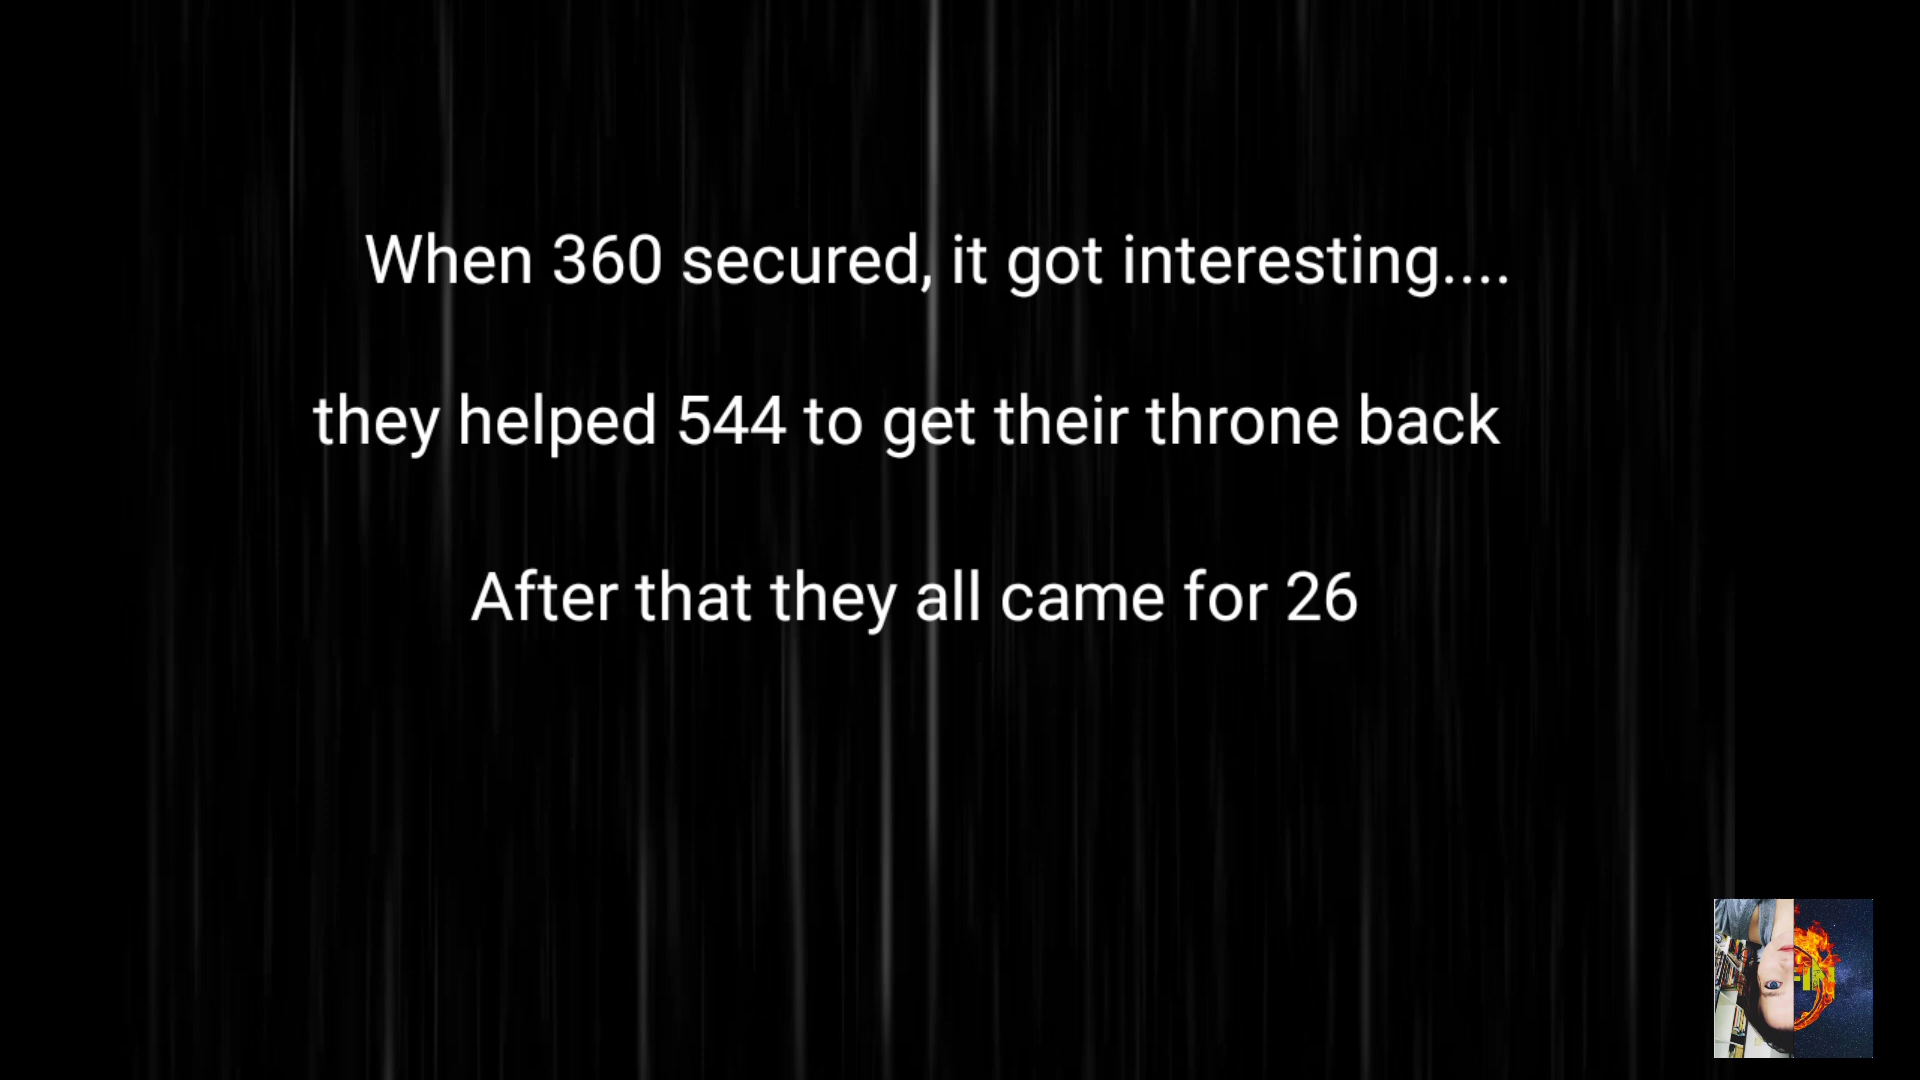 When 360 secured, it got interesting....
they helped 544 to get their throne back
After that they all came for 26